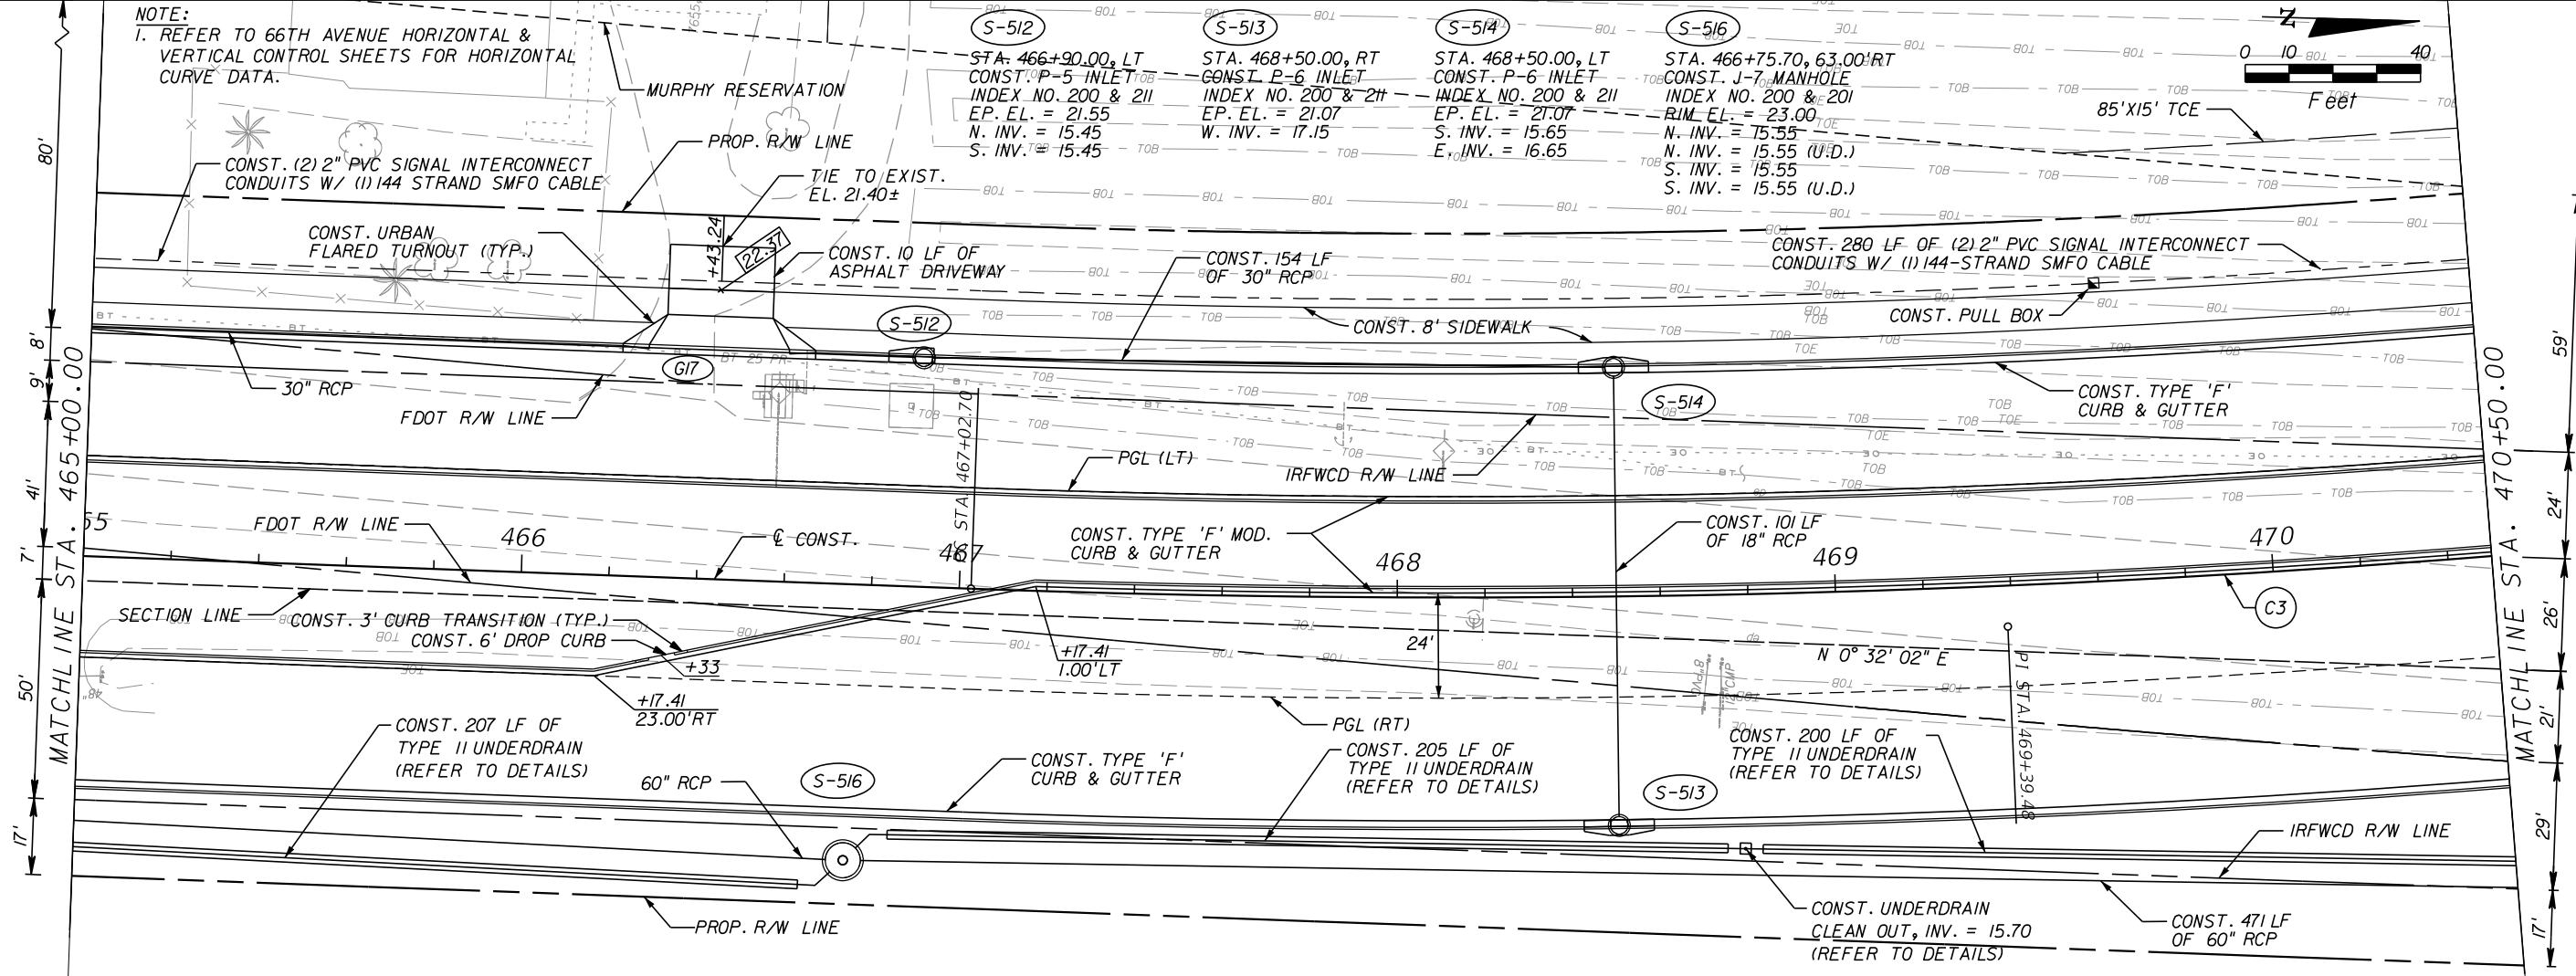 NOTE:
1. REFER TO 66TH AVENUE HORIZONTAL &
VERTICAL CONTROL SHEETS FOR HORIZONTAL
CURVE DATA.
MURPHY RESERVATION
S-512
STA. 466+90.00, LT
CONST. P-5 INLET
INDEX NO. 200 & 211
EP. EL. = 21.55
N. INV. = 15.45
S. INV. = 15.45
S-513
STA. 468+50.00, RT
CONST. P-6 INLET
INDEX NO. 200 & 211
EP. EL. = 21.07
W. INV. = 17.15
S-514
STA. 468+50.00, LT
CONST. P-6 INLET
INDEX NO. 200 & 211
EP. EL. = 21.07
S. INV. = 15.65
E. INV. = 16.65
S-516
STA. 466+75.70, 63.00'RT
CONST. J-7 MANHOLE
INDEX NO. 200 & 201
RIM EL. = 23.00
N. INV. = 15.55
N. INV. = 15.55 (U.D.)
S. INV. = 15.55
S. INV. = 15.55 (U.D.)
N
0 10 40
Feet
85'X15' TCE
PROP. R/W LINE
TIE TO EXIST.
EL. 21.40±
CONST. (2) 2" PVC SIGNAL INTERCONNECT
CONDUITS W/ (1) 144 STRAND SMFO CABLE
CONST. URBAN
FLARED TURNOUT (TYP.)
+43.24
22.37
CONST. 10 LF OF
ASPHALT DRIVEWAY
CONST. 154 LF
OF 30" RCP
CONST. 280 LF OF (2) 2" PVC SIGNAL INTERCONNECT
CONDUITS W/ (1) 144-STRAND SMFO CABLE
CONST. PULL BOX
CONST. 8' SIDEWALK
S-512
G17
BT 25 PR
30" RCP
FDOT R/W LINE
S-514
CONST. TYPE 'F'
CURB & GUTTER
PGL (LT)
IRFWCD R/W LINE
STA. 467+02.70
FDOT R/W LINE
466
℄ CONST.
467
CONST. TYPE 'F' MOD.
CURB & GUTTER
468
CONST. 101 LF
OF 18" RCP
469
470
C3
SECTION LINE
CONST. 3' CURB TRANSITION (TYP.)
CONST. 6' DROP CURB
+33
+17.41
1.00'LT
24'
8"PVC
12"CMP
N 0° 32' 02" E
PI STA. 469+39.48
48"
+17.41
23.00'RT
PGL (RT)
CONST. 207 LF OF
TYPE II UNDERDRAIN
(REFER TO DETAILS)
60" RCP
S-516
CONST. TYPE 'F'
CURB & GUTTER
CONST. 205 LF OF
TYPE II UNDERDRAIN
(REFER TO DETAILS)
S-513
CONST. 200 LF OF
TYPE II UNDERDRAIN
(REFER TO DETAILS)
IRFWCD R/W LINE
PROP. R/W LINE
CONST. UNDERDRAIN
CLEAN OUT, INV. = 15.70
(REFER TO DETAILS)
CONST. 471 LF
OF 60" RCP
MATCHLINE STA. 465+00.00
80'
8'
9'
41'
7'
50'
17'
MATCHLINE STA. 470+50.00
59'
24'
26'
21'
29'
17'